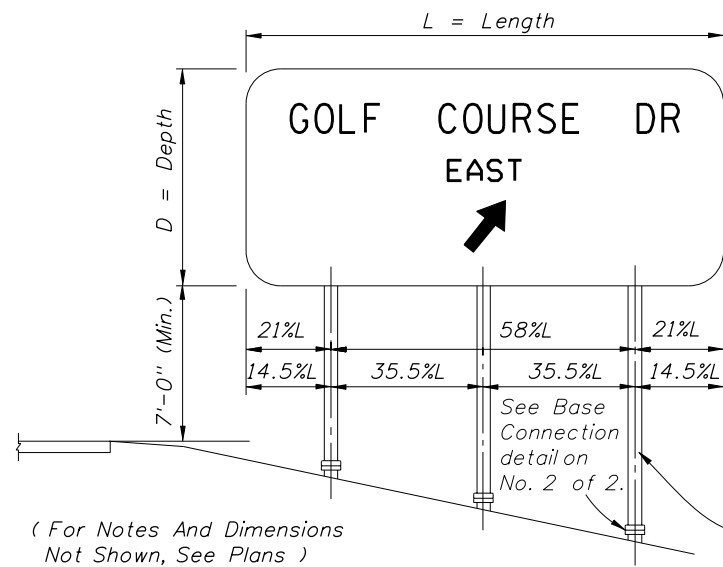 L = Length
D = Depth
GOLF COURSE DR
EAST
7'-0" (Min.)
21%L 58%L 21%L
14.5%L 35.5%L 35.5%L 14.5%L
See Base
Connection
detail on
No. 2 of 2.
( For Notes And Dimensions
Not Shown, See Plans )